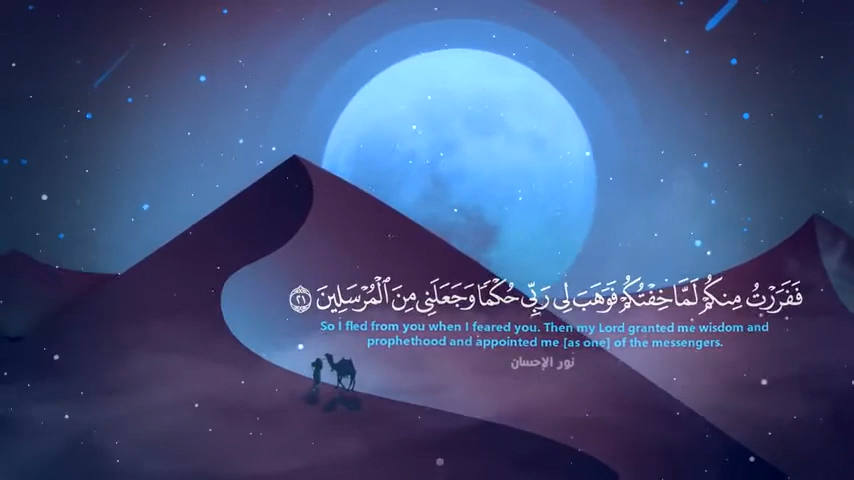 فَفَرَرْتُ مِنكُمْ لَمَّا خِفْتُكُمْ فَوَهَبَ لِى رَبِّى حُكْمًا وَجَعَلَنِى مِنَ ٱلْمُرْسَلِينَ ٢١
So I fled from you when I feared you. Then my Lord granted me wisdom and
prophethood and appointed me [as one] of the messengers.
نور الإحسان